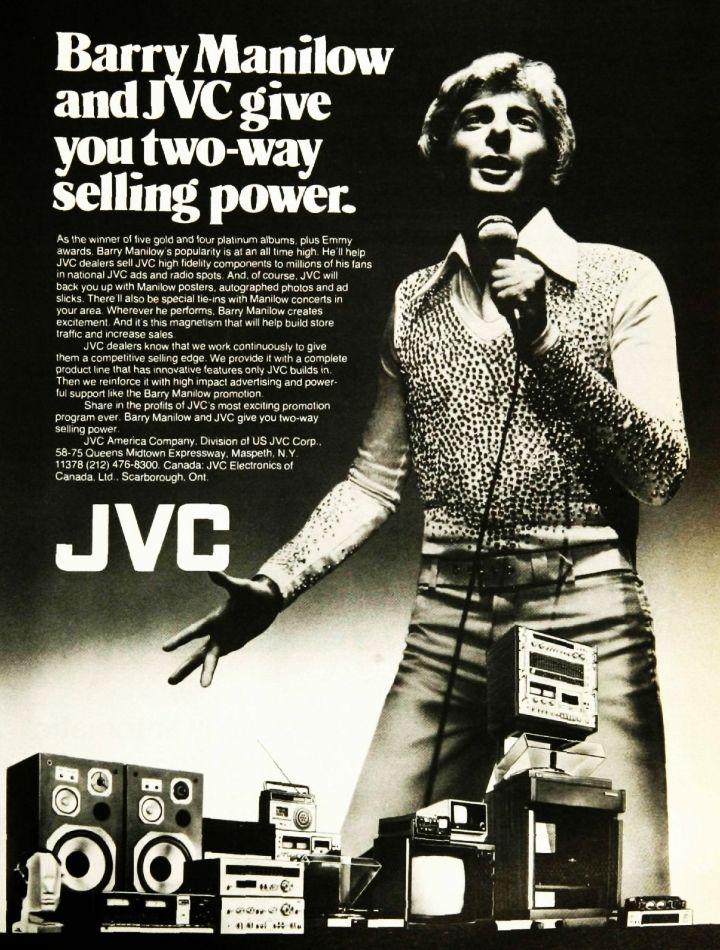 Barry Manilow
and JVC give
you two-way
selling power.
As the winner of five gold and four platinum albums, plus Emmy
awards, Barry Manilow's popularity is at an all time high. He'll help
JVC dealers sell JVC high fidelity components to millions of his fans
in national JVC ads and radio spots. And, of course, JVC will
back you up with Manilow posters, autographed photos and ad
slicks. There'll also be special tie-ins with Manilow concerts in
your area. Wherever he performs, Barry Manilow creates
excitement. And it's this magnetism that will help build store
traffic and increase sales.
JVC dealers know that we work continuously to give
them a competitive selling edge. We provide it with a complete
product line that has innovative features only JVC builds in.
Then we reinforce it with high impact advertising and power-
ful support like the Barry Manilow promotion.
Share in the profits of JVC's most exciting promotion
program ever. Barry Manilow and JVC give you two-way
selling power.
JVC America Company, Division of US JVC Corp.,
58-75 Queens Midtown Expressway, Maspeth, N.Y.
11378 (212) 476-8300. Canada: JVC Electronics of
Canada, Ltd., Scarborough, Ont.
JVC